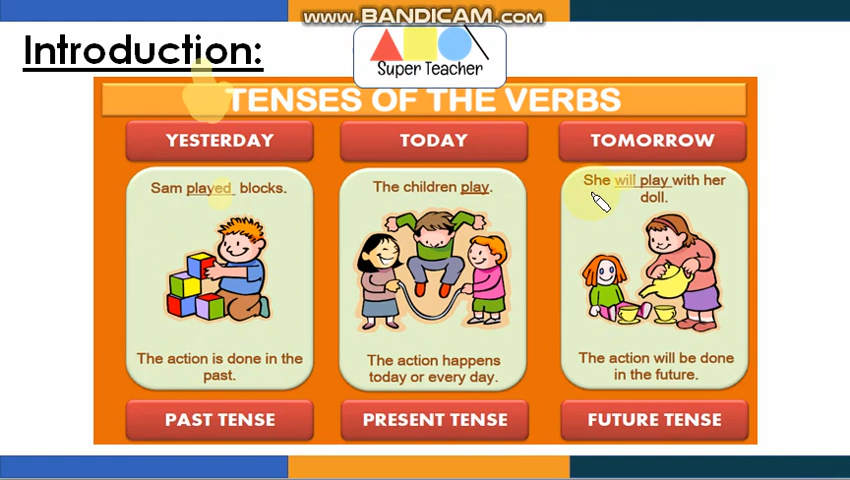 www.BANDICAM.com
Introduction:
Super Teacher
TENSES OF THE VERBS
YESTERDAY
TODAY
TOMORROW
Sam played blocks.
The action is done in the
past.
PAST TENSE
The children play.
The action happens
today or every day.
PRESENT TENSE
She will play with her
doll.
The action will be done
in the future.
FUTURE TENSE